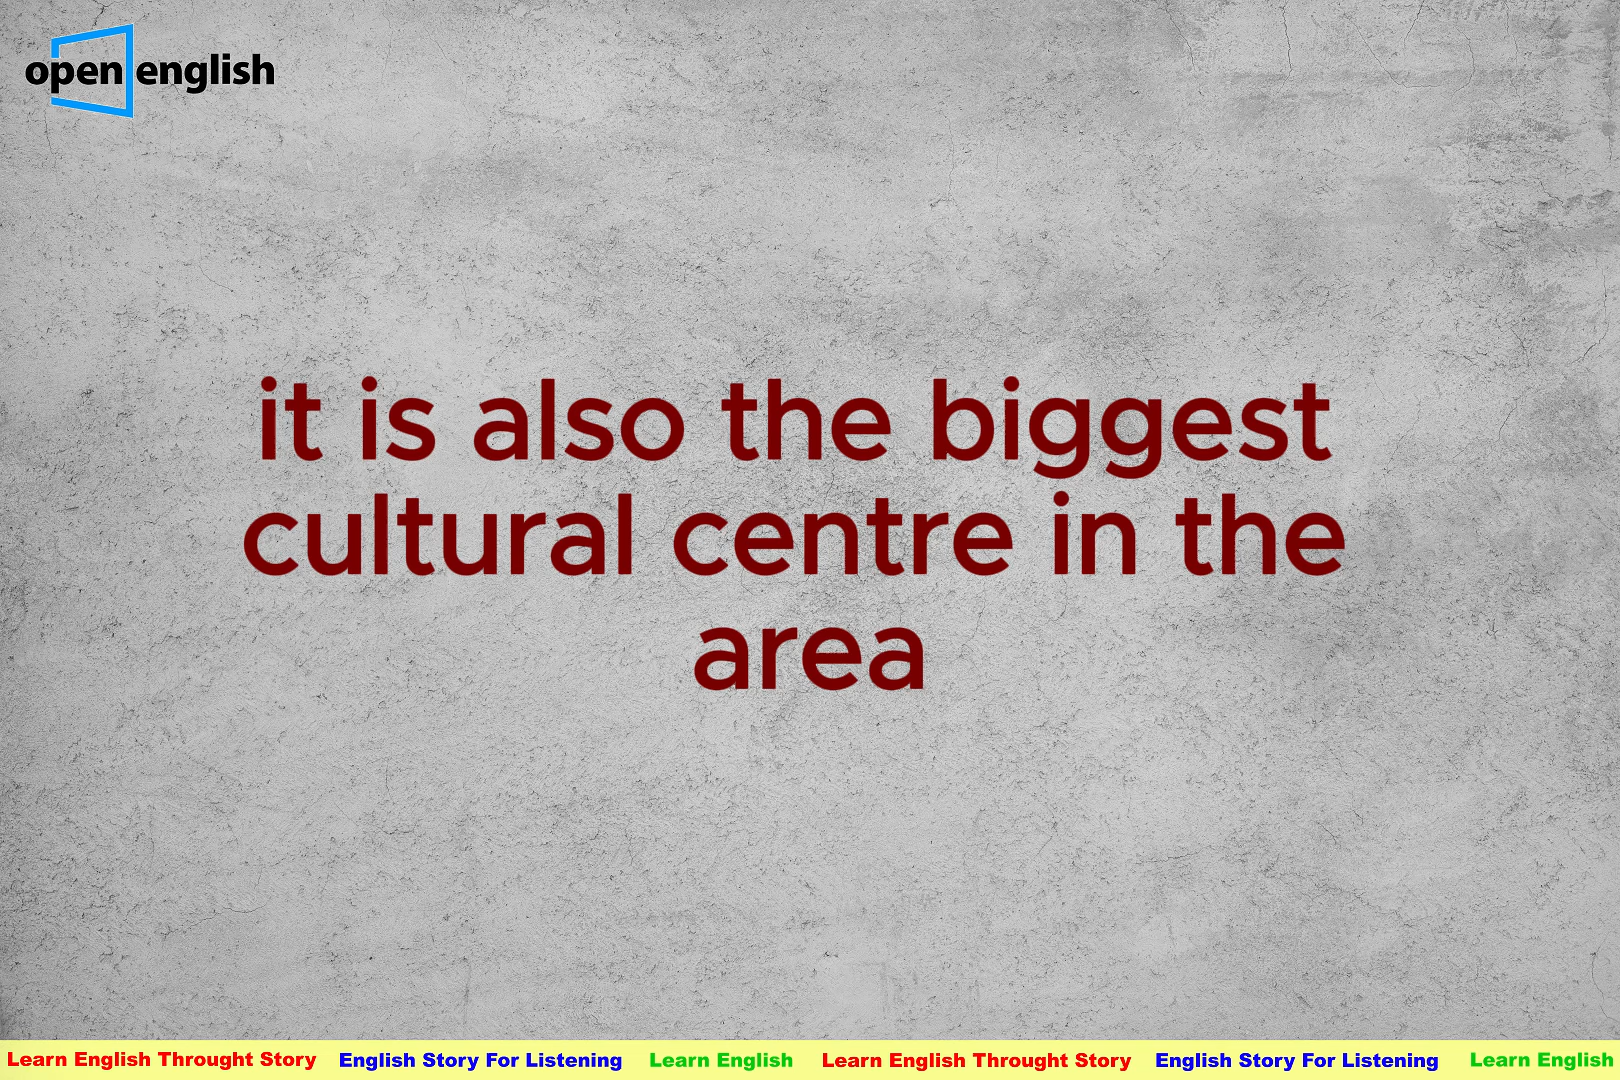 open english
it is also the biggest
cultural centre in the
area
Learn English Throught Story English Story For Listening Learn English Learn English Throught Story English Story For Listening Learn English